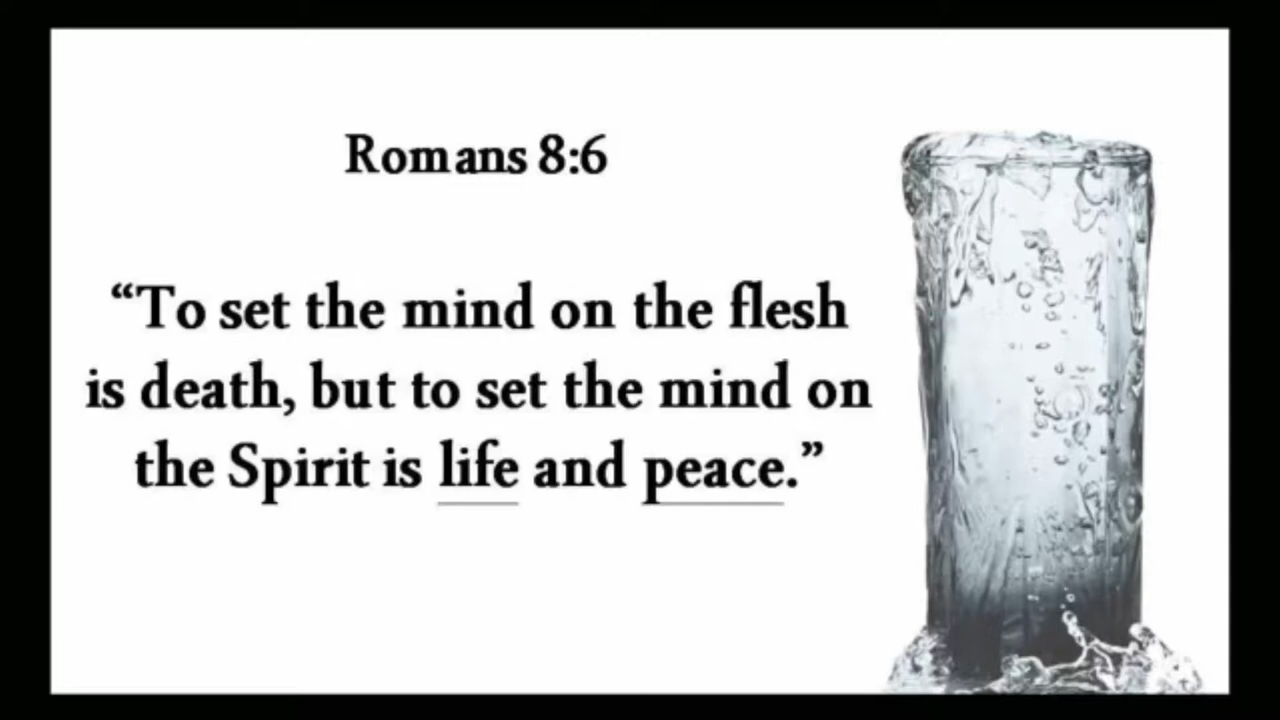 Romans 8:6
“To set the mind on the flesh
is death, but to set the mind on
the Spirit is life and peace.”